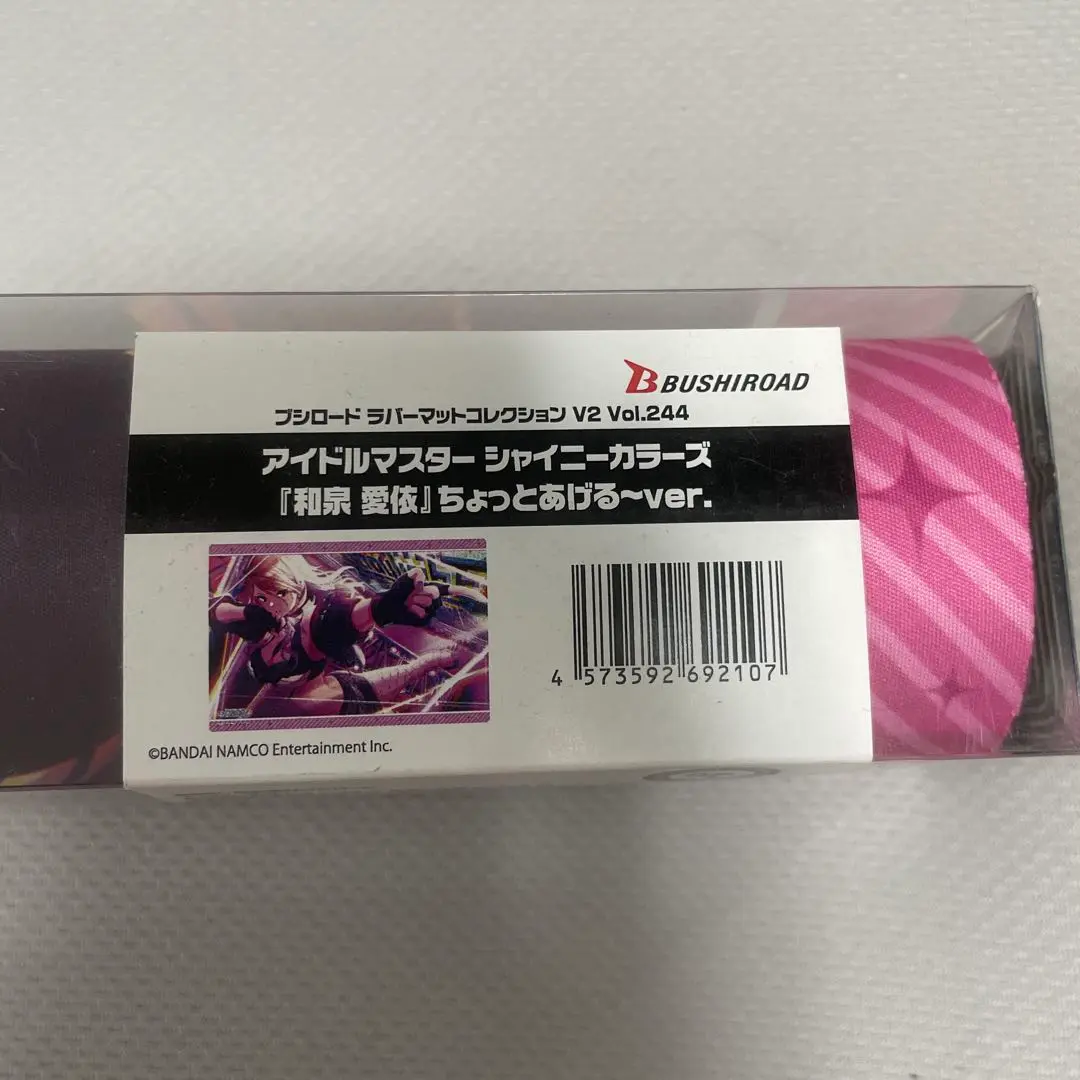 BUSHIROAD
ブシロード ラバーマットコレクション V2 Vol.244
アイドルマスター シャイニーカラーズ
『和泉 愛依』ちょっとあげる〜ver.
4 573592 692107
©BANDAI NAMCO Entertainment Inc.